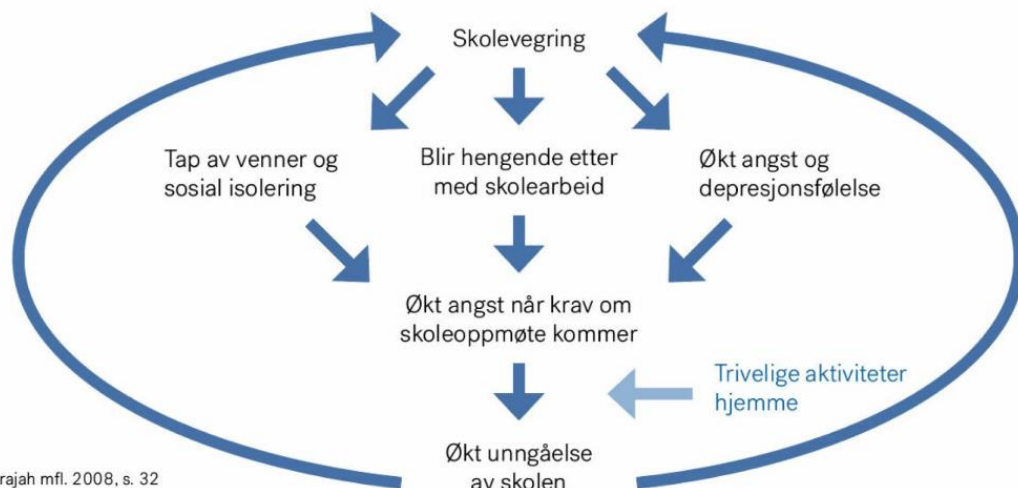 Skolevegring
Tap av venner og
sosial isolering
Blir hengende etter
med skolearbeid
Økt angst og
depresjonsfølelse
Økt angst når krav om
skoleoppmøte kommer
Trivelige aktiviteter
hjemme
Økt unngåelse
av skolen
rajah mfl. 2008, s. 32